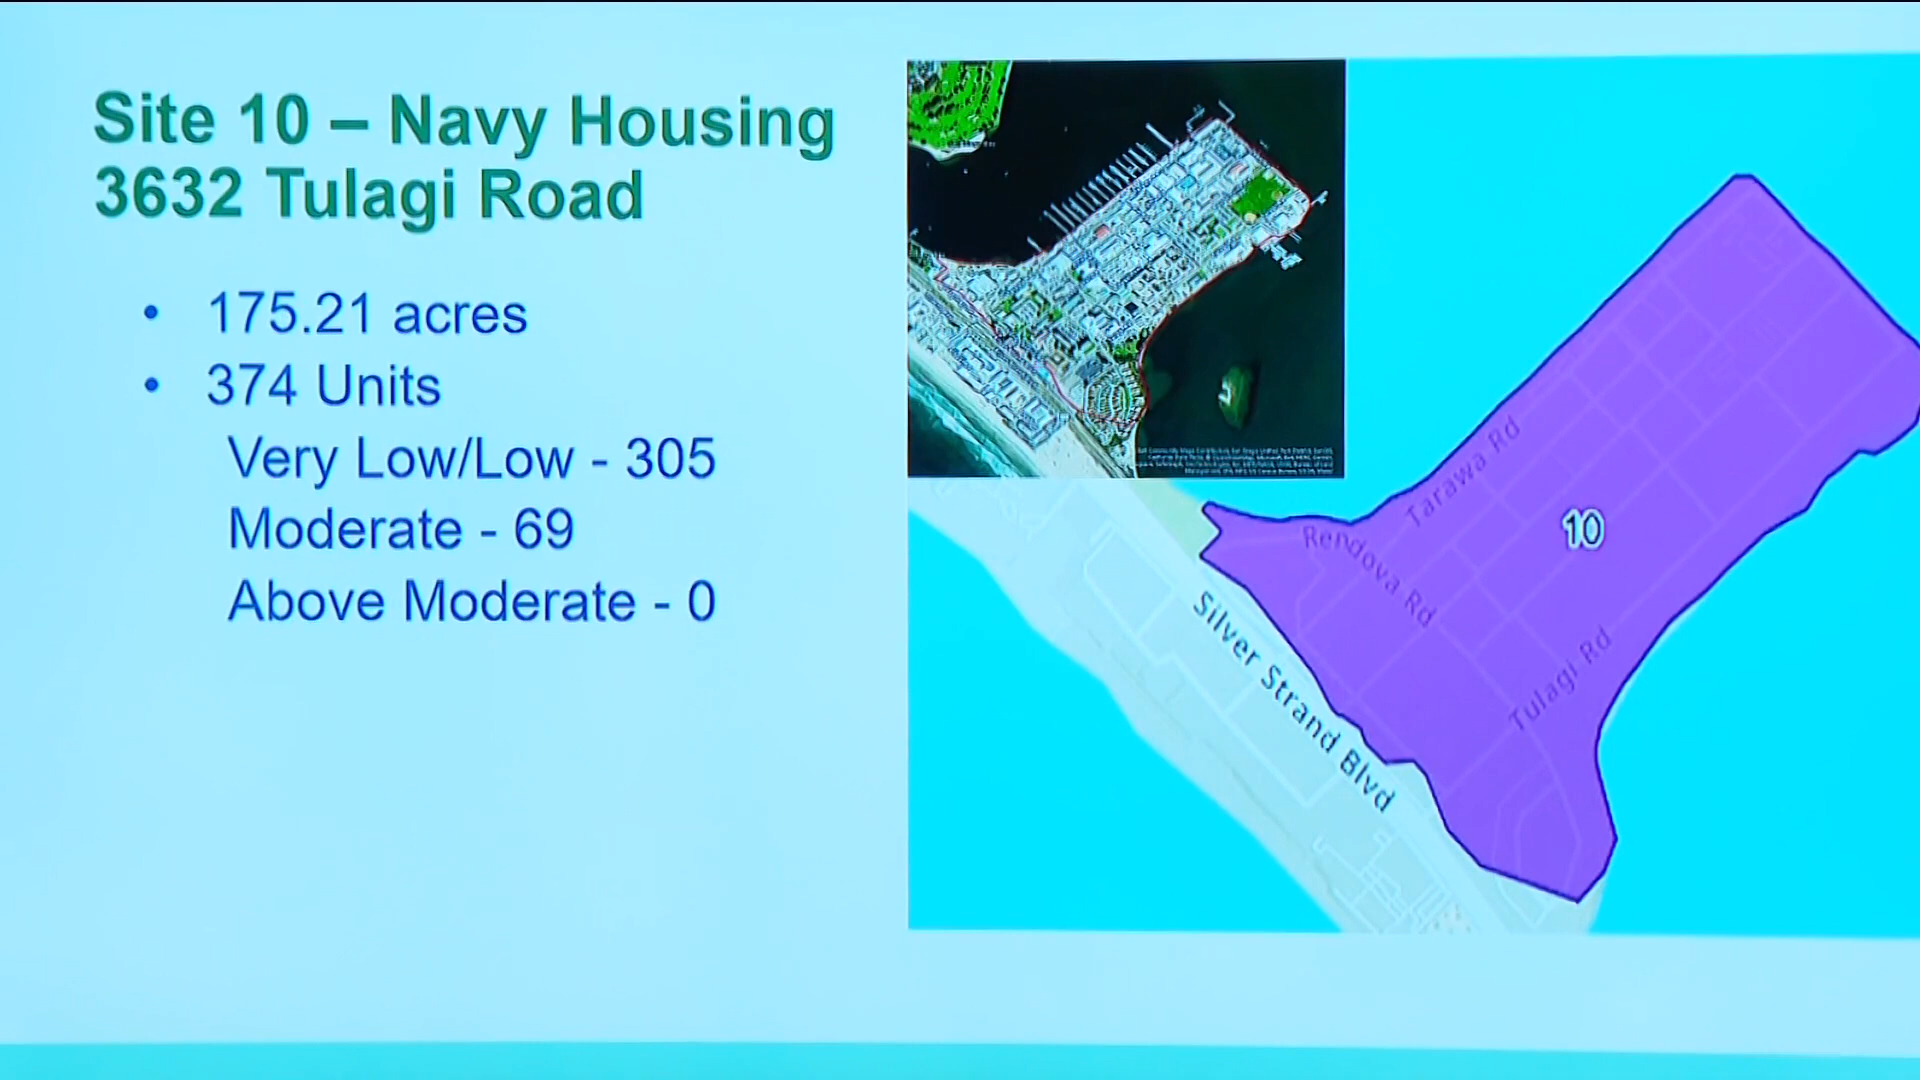 Site 10 – Navy Housing
3632 Tulagi Road
• 175.21 acres
• 374 Units
Very Low/Low - 305
Moderate - 69
Above Moderate - 0
Tarawa Rd
Rendova Rd
10
Tulagi Rd
Silver Strand Blvd